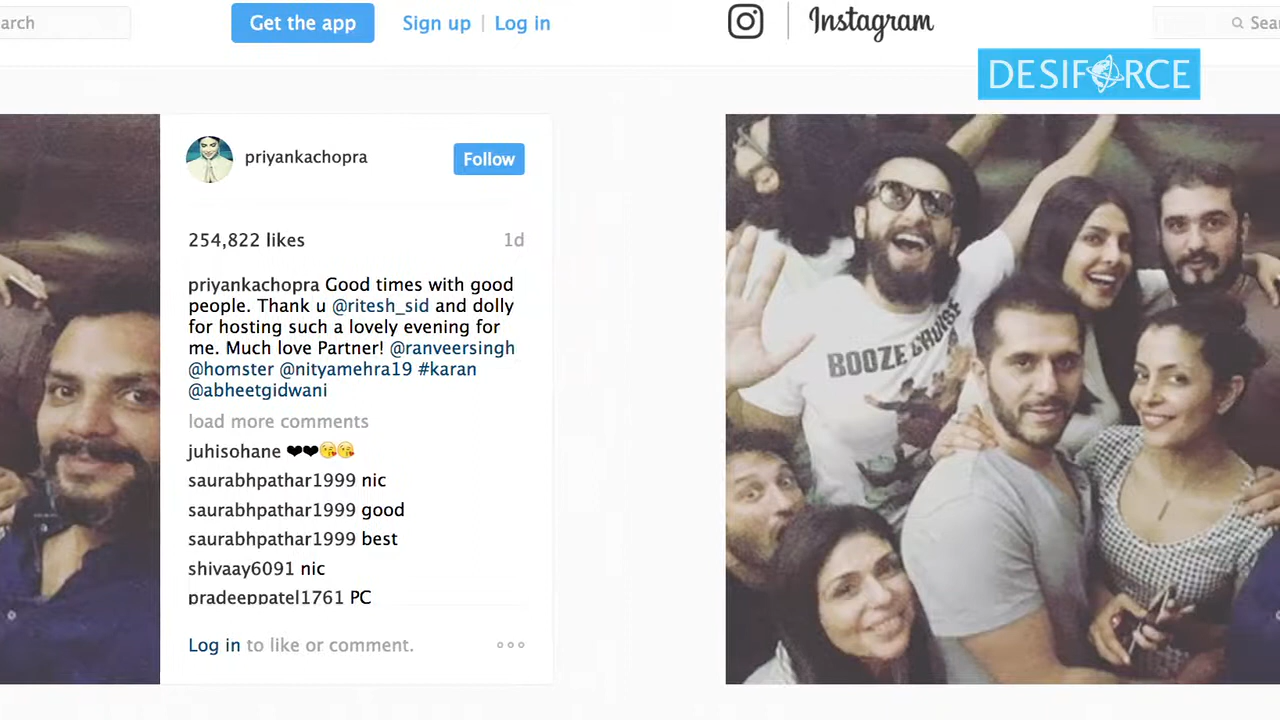 arch
Get the app
Sign up | Log in
Instagram
Sear
DESIFORCE
priyankachopra
Follow
254,822 likes
1d
priyankachopra Good times with good
people. Thank u @ritesh_sid and dolly
for hosting such a lovely evening for
me. Much love Partner! @ranveersingh
@homster @nityamehra19 #karan
@abheetgidwani
load more comments
juhisohane ❤❤😘😘
saurabhpathar1999 nic
saurabhpathar1999 good
saurabhpathar1999 best
shivaay6091 nic
pradeeppatel1761 PC
Log in to like or comment.
BOOZE CRUISE